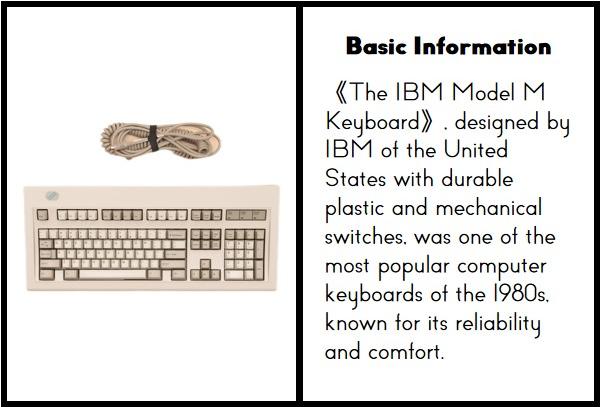 Basic Information
《The IBM Model M
Keyboard》, designed by
IBM of the United
States with durable
plastic and mechanical
switches, was one of the
most popular computer
keyboards of the 1980s,
known for its reliability
and comfort.